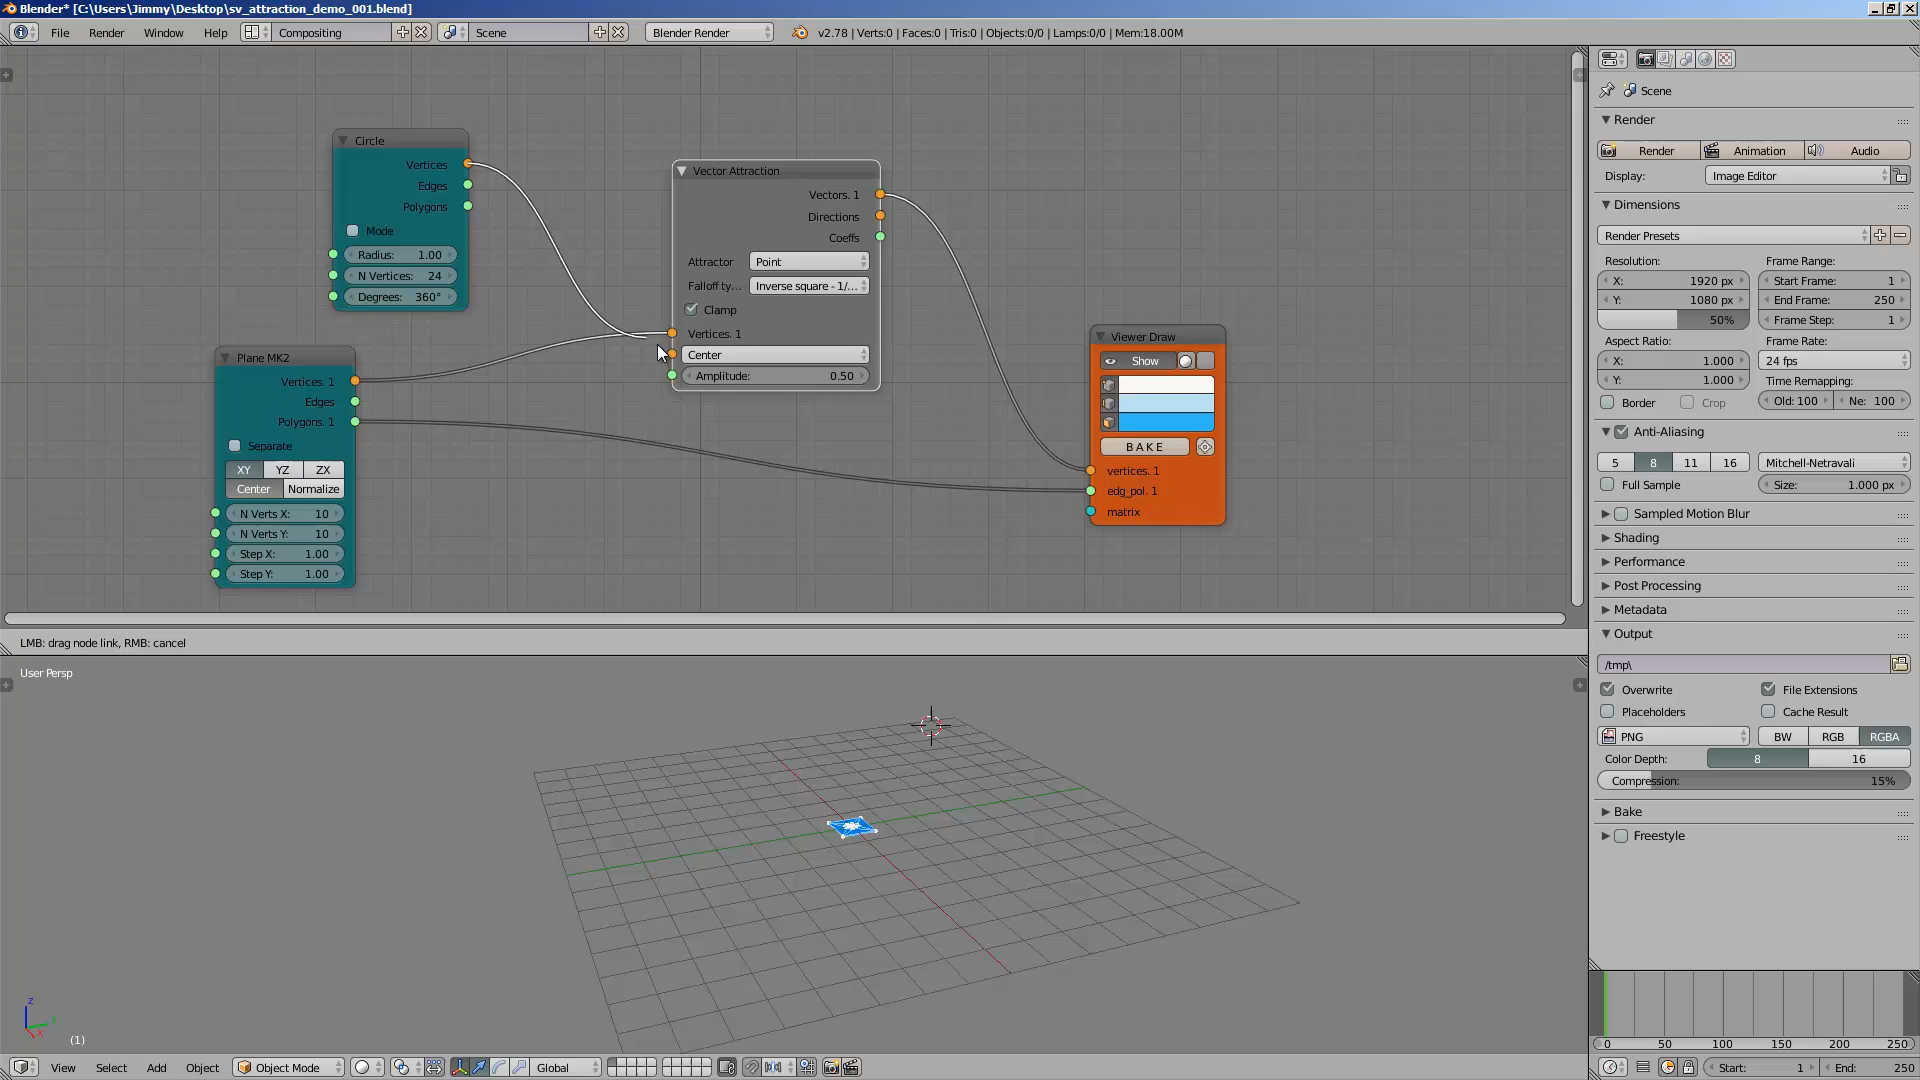 Blender* [C:\Users\Jimmy\Desktop\sv_attraction_demo_001.blend]
File Render Window Help Compositing Scene Blender Render v2.78 | Verts:0 | Faces:0 | Tris:0 | Objects:0/0 | Lamps:0/0 | Mem:18.00M
Circle
Vertices
Edges
Polygons
Mode
Radius: 1.00
N Vertices: 24
Degrees: 360°
Plane MK2
Vertices. 1
Edges
Polygons. 1
Separate
XY YZ ZX
Center Normalize
N Verts X: 10
N Verts Y: 10
Step X: 1.00
Step Y: 1.00
Vector Attraction
Vectors. 1
Directions
Coeffs
Attractor Point
Falloff ty... Inverse square - 1/...
Clamp
Vertices. 1
Center
Amplitude: 0.50
Viewer Draw
Show
BAKE
vertices. 1
edg_pol. 1
matrix
LMB: drag node link, RMB: cancel
User Persp
z
(1)
View Select Add Object Object Mode Global
Scene
Render
Render Animation Audio
Display: Image Editor
Dimensions
Render Presets
Resolution: Frame Range:
X: 1920 px Start Frame: 1
Y: 1080 px End Frame: 250
50% Frame Step: 1
Aspect Ratio: Frame Rate:
X: 1.000 24 fps
Y: 1.000 Time Remapping:
Border Crop Old: 100 Ne: 100
Anti-Aliasing
5 8 11 16 Mitchell-Netravali
Full Sample Size: 1.000 px
Sampled Motion Blur
Shading
Performance
Post Processing
Metadata
Output
/tmp\
Overwrite File Extensions
Placeholders Cache Result
PNG BW RGB RGBA
Color Depth: 8 16
Compression: 15%
Bake
Freestyle
0 50 100 150 200 250
Start: 1 End: 250